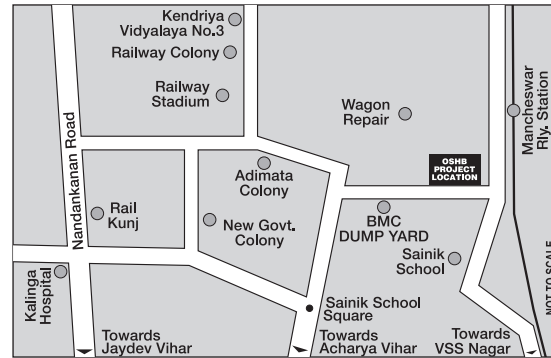 Kendriya
Vidyalaya No.3
Railway Colony
Railway
Stadium
Nandankanan Road
Wagon
Repair
Mancheswar
Rly. Station
OSHB
PROJECT
LOCATION
Adimata
Colony
Rail
Kunj
New Govt.
Colony
BMC
DUMP YARD
Sainik
School
Kalinga
Hospital
Sainik School
Square
NOT TO SCALE
Towards
Jaydev Vihar
Towards
Acharya Vihar
Towards
VSS Nagar